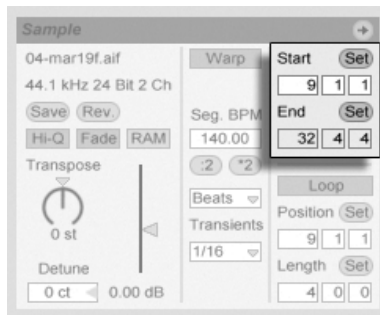 Sample
04-mar19f.aif
44.1 kHz 24 Bit 2 Ch
Save Rev.
Hi-Q Fade RAM
Transpose
0 st
Detune
0 ct 0.00 dB
Warp
Seg. BPM
140.00
:2 *2
Beats
Transients
1/16
Start Set
9 1 1
End Set
32 4 4
Loop
Position Set
9 1 1
Length Set
4 0 0